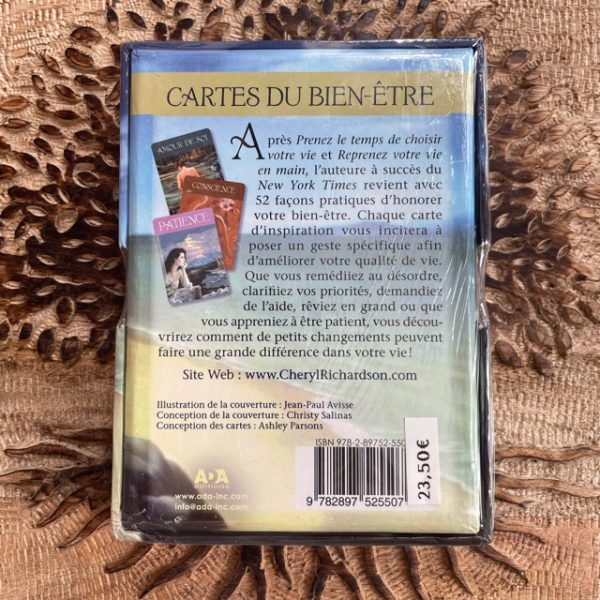 CARTES DU BIEN-ÊTRE
AMOUR DE SOI
CONSCIENCE
PATIENCE
Après Prenez le temps de choisir
votre vie et Reprenez votre vie
en main, l'auteure à succès du
New York Times revient avec
52 façons pratiques d'honorer
votre bien-être. Chaque carte
d'inspiration vous incitera à
poser un geste spécifique afin
d'améliorer votre qualité de vie.
Que vous remédiiez au désordre,
clarifiiez vos priorités, demandiez
de l'aide, rêviez en grand ou que
vous appreniez à être patient, vous décou-
vrirez comment de petits changements peuvent
faire une grande différence dans votre vie !
Site Web : www.CherylRichardson.com
Illustration de la couverture : Jean-Paul Avisse
Conception de la couverture : Christy Salinas
Conception des cartes : Ashley Parsons
ISBN 978-2-89752-550
9 782897 525507
23,50€
ADA
éditions
www.ada-inc.com
info@ada-inc.com